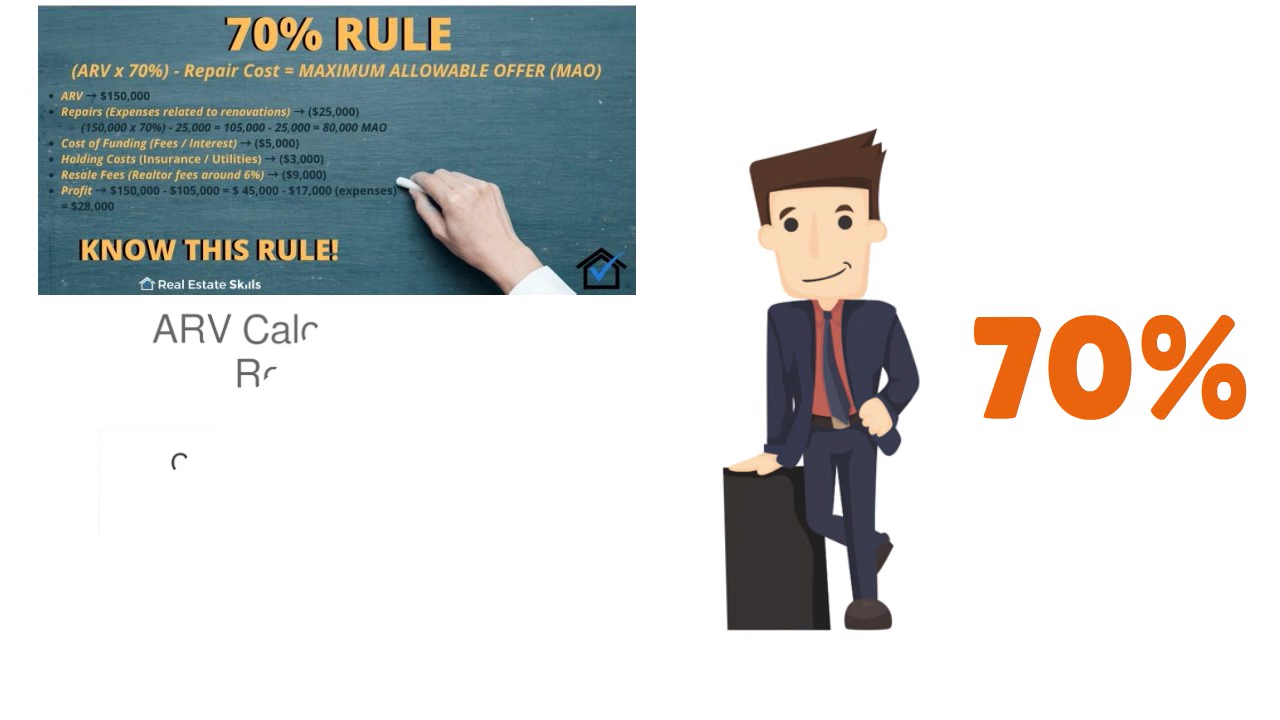 70% RULE
(ARV x 70%) - Repair Cost = MAXIMUM ALLOWABLE OFFER (MAO)
• ARV → $150,000
• Repairs (Expenses related to renovations) → ($25,000)
(150,000 x 70%) - 25,000 = 105,000 - 25,000 = 80,000 MAO
• Cost of Funding (Fees / Interest) → ($5,000)
• Holding Costs (Insurance / Utilities) → ($3,000)
• Resale Fees (Realtor fees around 6%) → ($9,000)
• Profit → $150,000 - $105,000 = $ 45,000 - $17,000 (expenses)
= $28,000
KNOW THIS RULE!
Real Estate Skills
ARV
70%